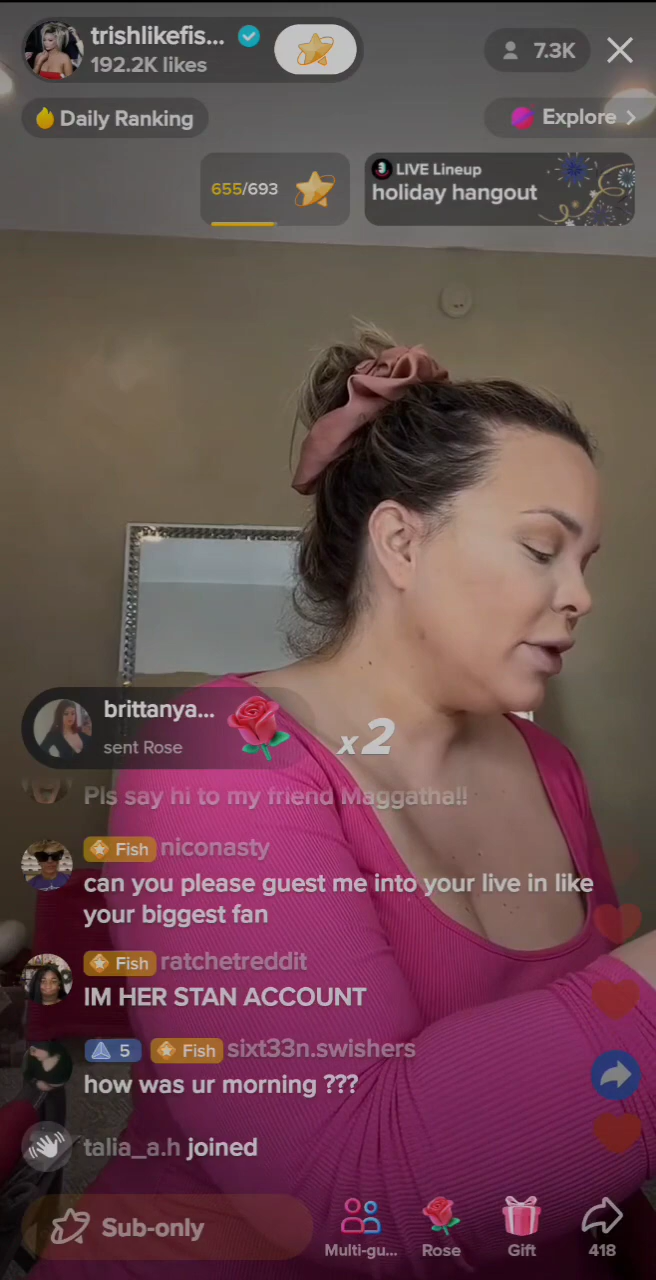 trishlikefis...
192.2K likes
7.3K
Daily Ranking
Explore >
655/693
LIVE Lineup
holiday hangout
brittanya...
sent Rose
x2
Pls say hi to my friend Maggatha!!
Fish niconasty
can you please guest me into your live in like
your biggest fan
Fish ratchetreddit
IM HER STAN ACCOUNT
5 Fish sixt33n.swishers
how was ur morning ???
talia_a.h joined
Sub-only
Multi-gu...
Rose
Gift
418